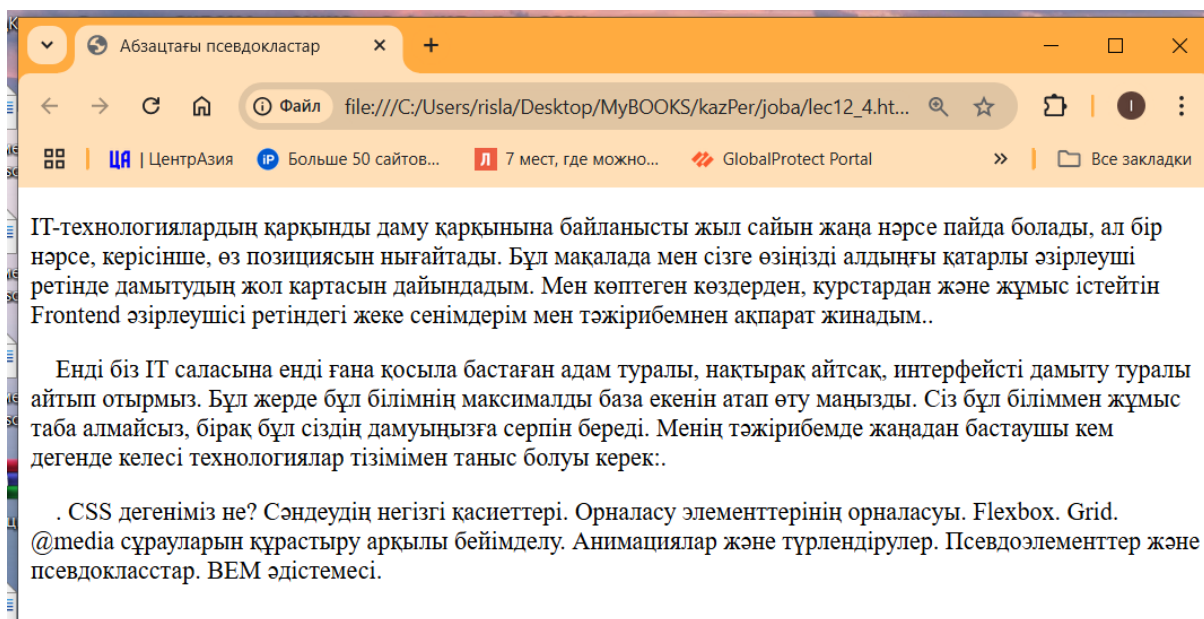 Абзацтағы псевдокластар
Файл file:///C:/Users/risla/Desktop/MyBOOKS/kazPer/joba/lec12_4.ht...
ЦА | ЦентрАзия iP Больше 50 сайтов... Л 7 мест, где можно... GlobalProtect Portal » Все закладки
IT-технологиялардың қарқынды даму қарқынына байланысты жыл сайын жаңа нәрсе пайда болады, ал бір
нәрсе, керісінше, өз позициясын нығайтады. Бұл мақалада мен сізге өзіңізді алдыңғы қатарлы әзірлеуші
ретінде дамытудың жол картасын дайындадым. Мен көптеген көздерден, курстардан және жұмыс істейтін
Frontend әзірлеушісі ретіндегі жеке сенімдерім мен тәжірибемнен ақпарат жинадым..
Енді біз IT саласына енді ғана қосыла бастаған адам туралы, нақтырақ айтсақ, интерфейсті дамыту туралы
айтып отырмыз. Бұл жерде бұл білімнің максималды база екенін атап өту маңызды. Сіз бұл біліммен жұмыс
таба алмайсыз, бірақ бұл сіздің дамуыңызға серпін береді. Менің тәжірибемде жаңадан бастаушы кем
дегенде келесі технологиялар тізімімен таныс болуы керек:.
. CSS дегеніміз не? Сәндеудің негізгі қасиеттері. Орналасу элементтерінің орналасуы. Flexbox. Grid.
@media сұрауларын құрастыру арқылы бейімделу. Анимациялар және түрлендірулер. Псевдоэлементтер және
псевдокласстар. BEM әдістемесі.